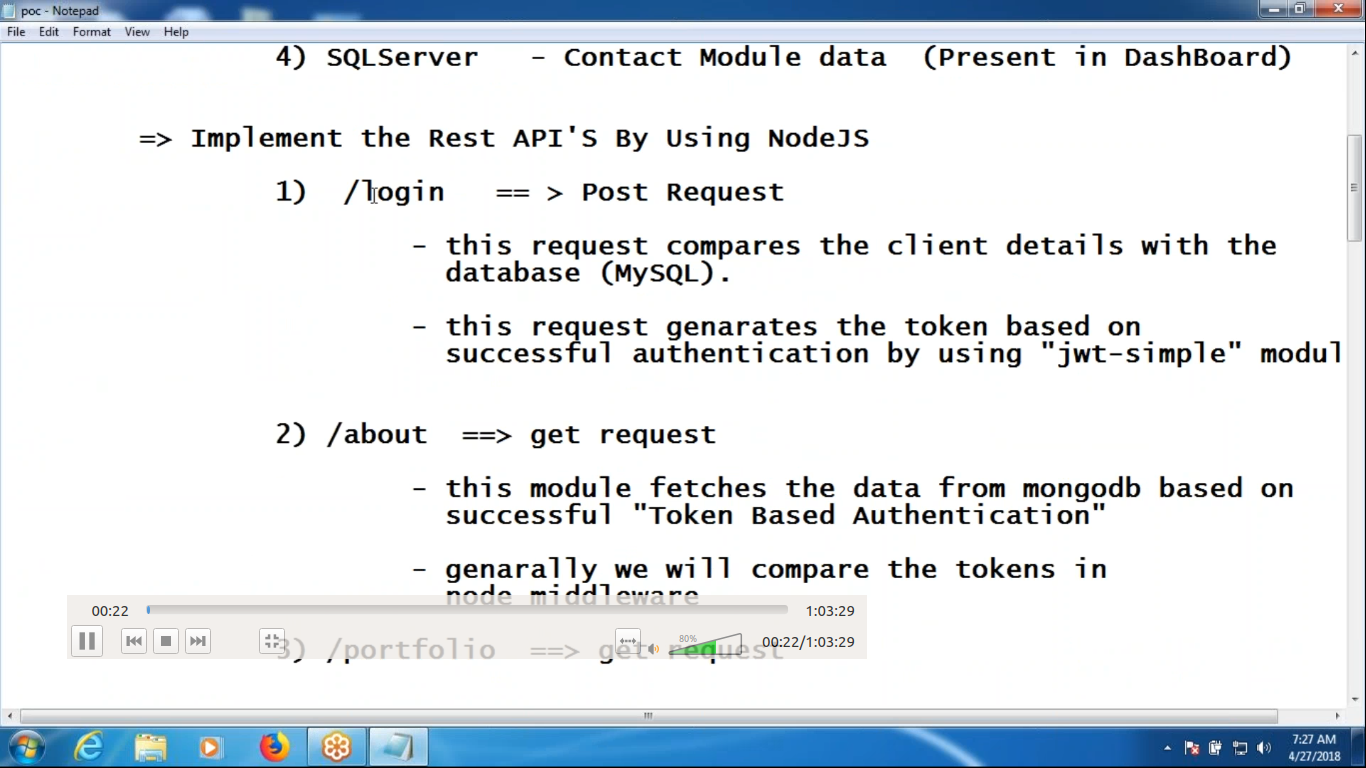 poc - Notepad
File Edit Format View Help
4) SQLServer - Contact Module data (Present in DashBoard)
=> Implement the Rest API'S By Using NodeJS
1) /login == > Post Request
- this request compares the client details with the
database (MySQL).
- this request genarates the token based on
successful authentication by using "jwt-simple" modul
2) /about ==> get request
- this module fetches the data from mongodb based on
successful "Token Based Authentication"
- genarally we will compare the tokens in
node middleware
00:22 1:03:29
80% 00:22/1:03:29
3) /portfolio ==> get request
7:27 AM
4/27/2018